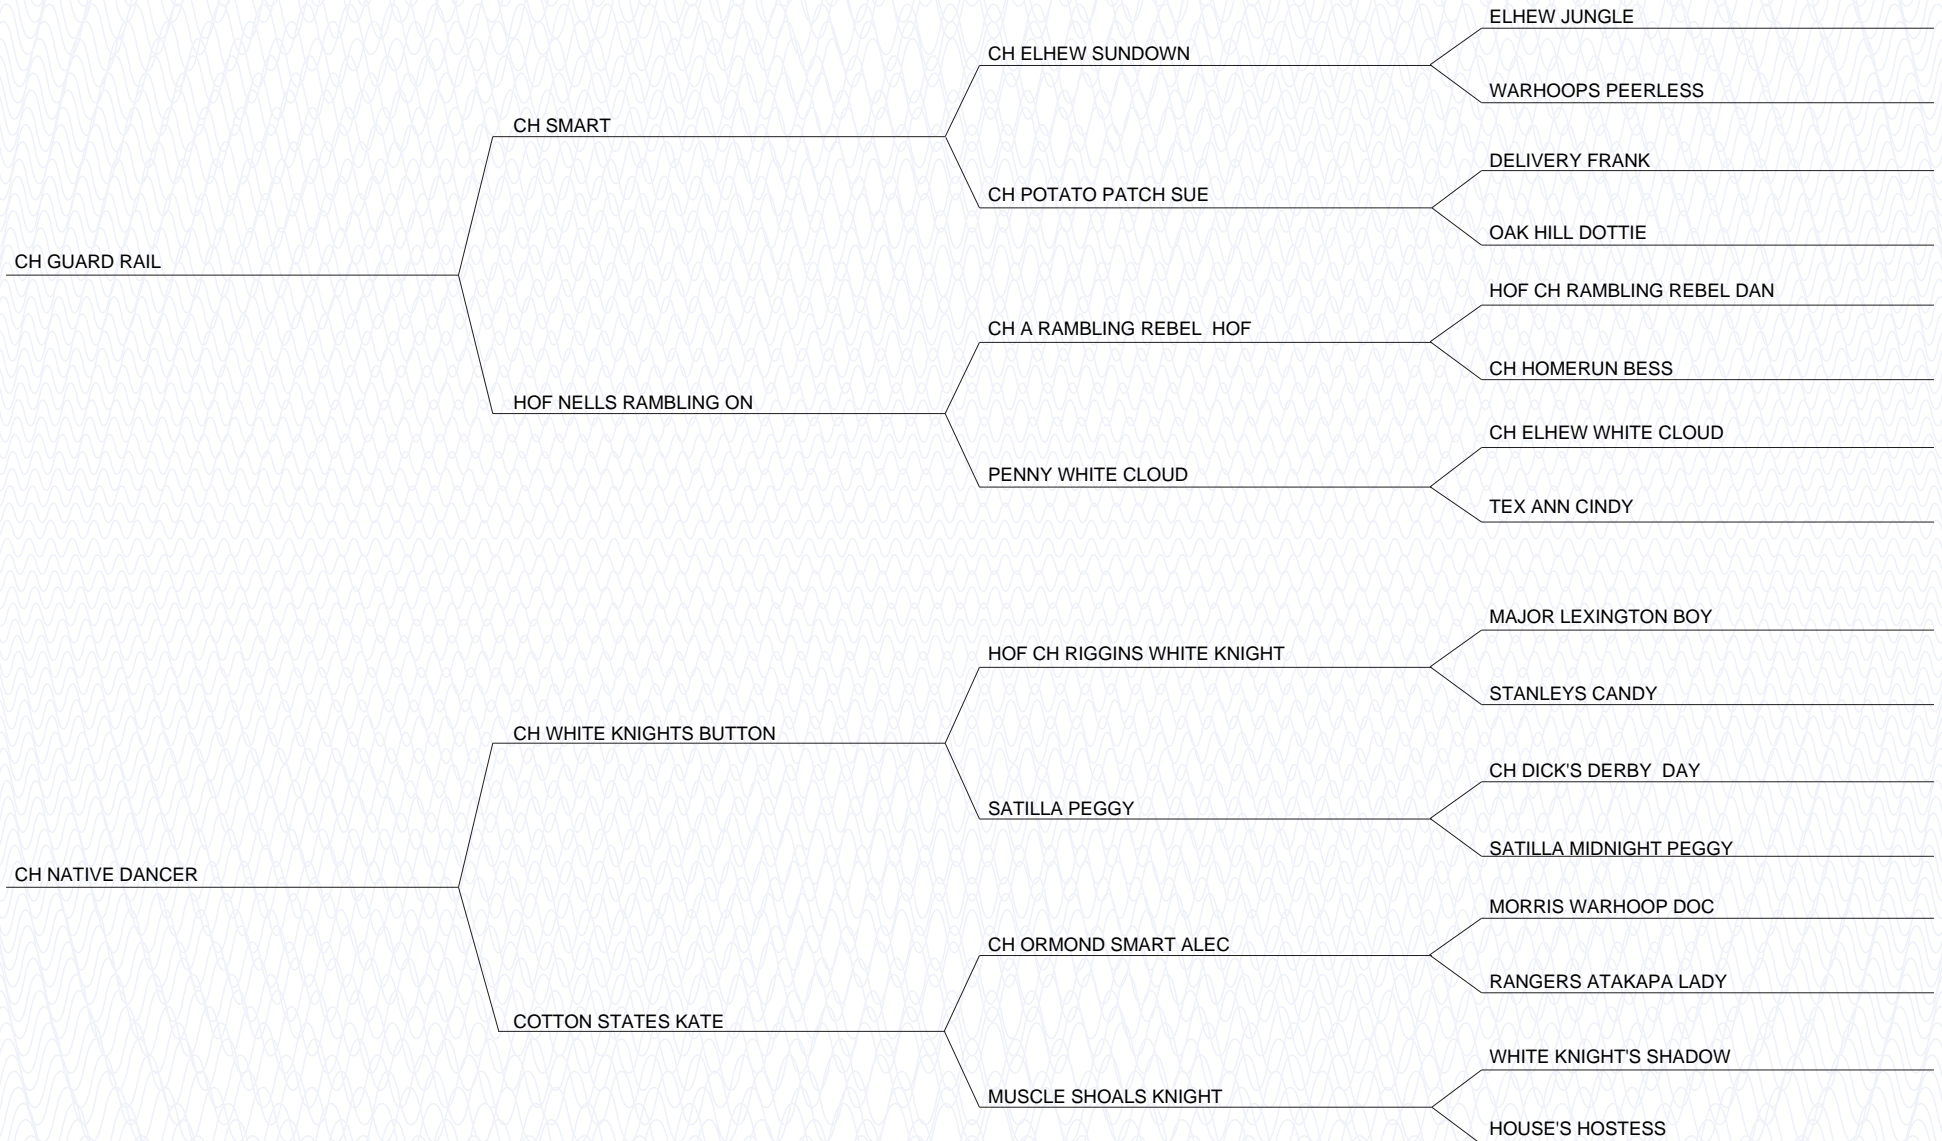 ELHEW JUNGLE
CH ELHEW SUNDOWN
WARHOOPS PEERLESS
CH SMART
DELIVERY FRANK
CH POTATO PATCH SUE
OAK HILL DOTTIE
CH GUARD RAIL
HOF CH RAMBLING REBEL DAN
CH A RAMBLING REBEL  HOF
CH HOMERUN BESS
HOF NELLS RAMBLING ON
CH ELHEW WHITE CLOUD
PENNY WHITE CLOUD
TEX ANN CINDY
MAJOR LEXINGTON BOY
HOF CH RIGGINS WHITE KNIGHT
STANLEYS CANDY
CH WHITE KNIGHTS BUTTON
CH DICK'S DERBY  DAY
SATILLA PEGGY
SATILLA MIDNIGHT PEGGY
CH NATIVE DANCER
MORRIS WARHOOP DOC
CH ORMOND SMART ALEC
RANGERS ATAKAPA LADY
COTTON STATES KATE
WHITE KNIGHT'S SHADOW
MUSCLE SHOALS KNIGHT
HOUSE'S HOSTESS